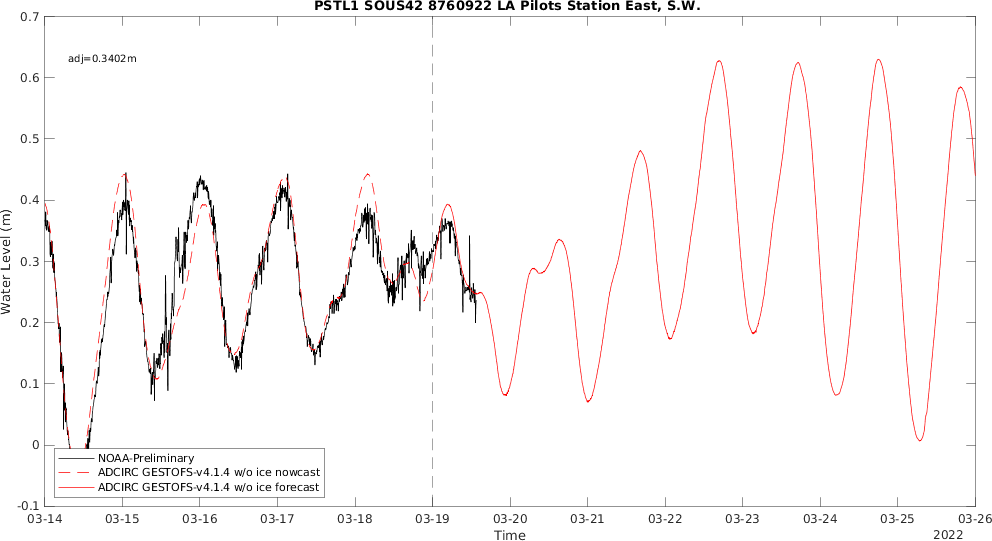 PSTL1 SOUS42 8760922 LA Pilots Station East, S.W.
adj=0.3402m
Water Level (m)
0.7
0.6
0.5
0.4
0.3
0.2
0.1
0
-0.1
NOAA-Preliminary
ADCIRC GESTOFS-v4.1.4 w/o ice nowcast
ADCIRC GESTOFS-v4.1.4 w/o ice forecast
03-14 03-15 03-16 03-17 03-18 03-19 03-20 03-21 03-22 03-23 03-24 03-25 03-26
Time
2022